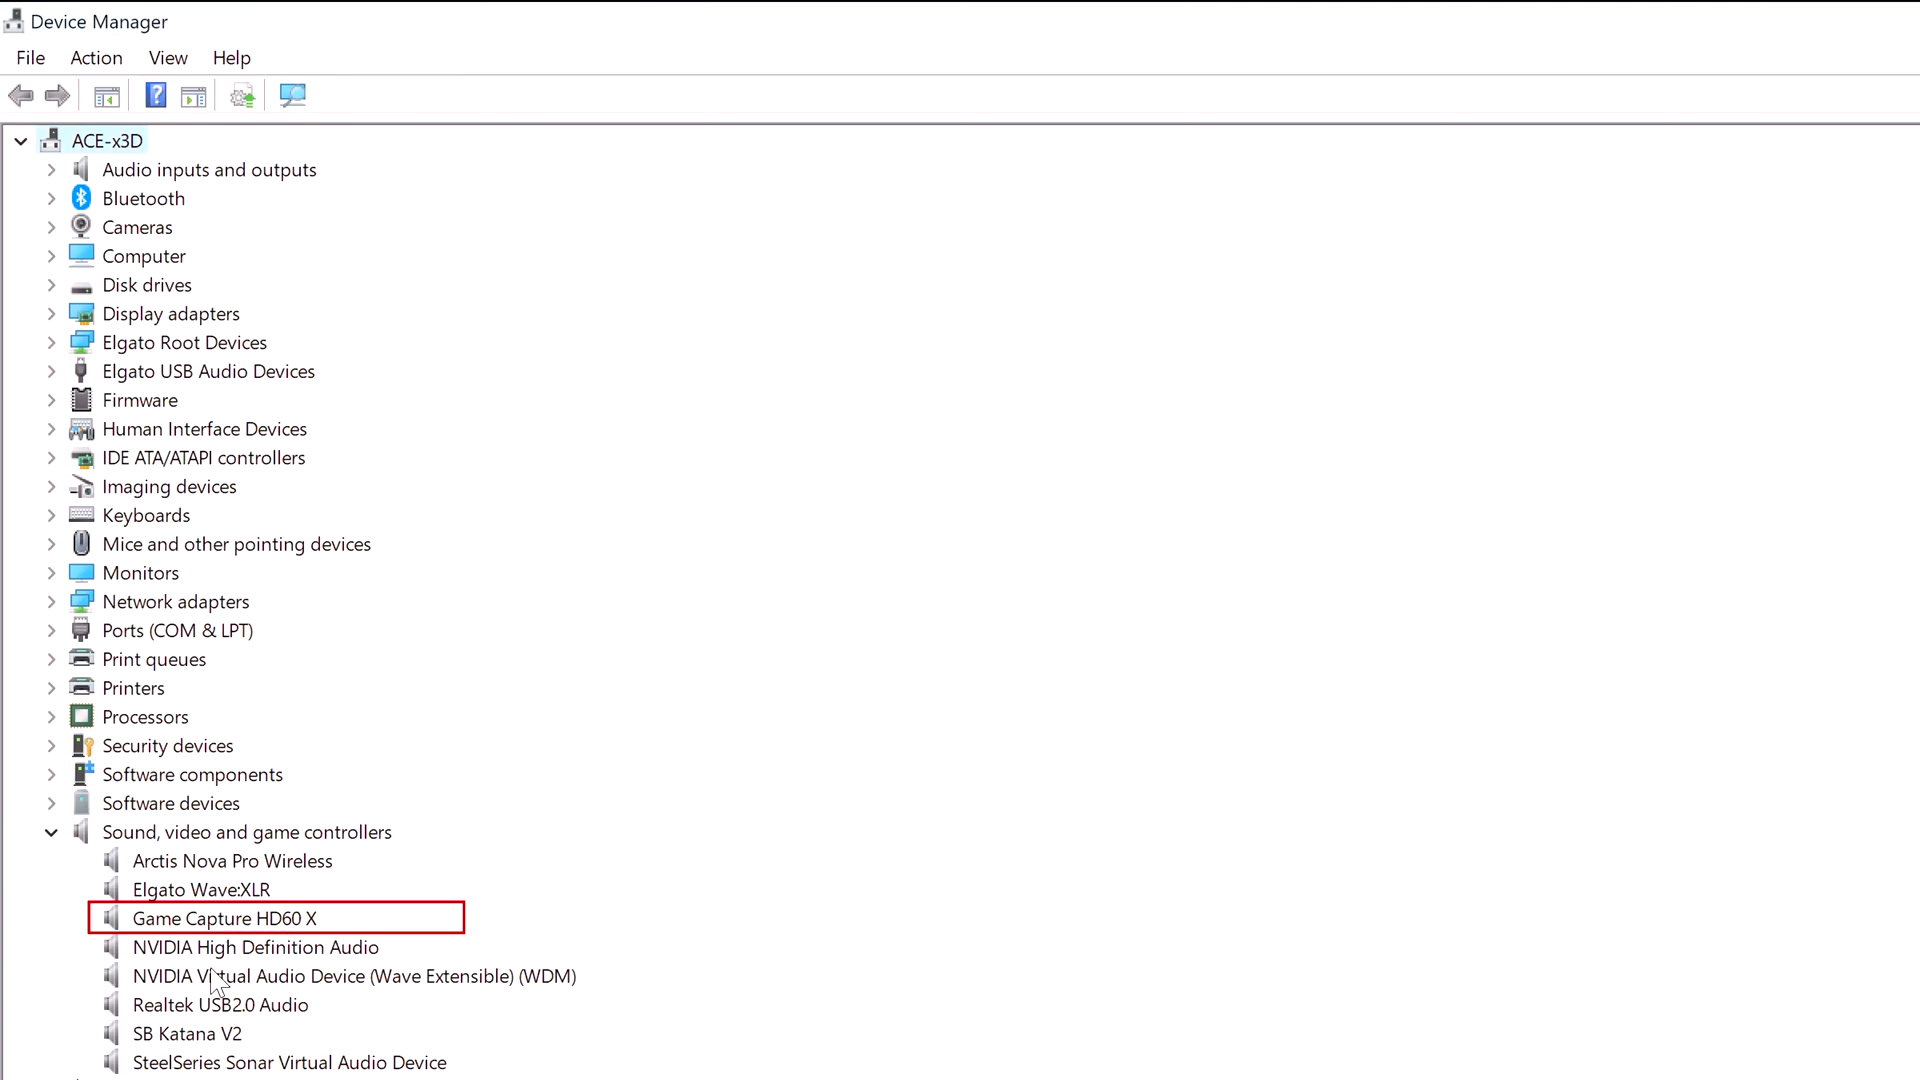 Device Manager
File Action View Help
?
ACE-x3D
Audio inputs and outputs
Bluetooth
Cameras
Computer
Disk drives
Display adapters
Elgato Root Devices
Elgato USB Audio Devices
Firmware
Human Interface Devices
IDE ATA/ATAPI controllers
Imaging devices
Keyboards
Mice and other pointing devices
Monitors
Network adapters
Ports (COM & LPT)
Print queues
Printers
Processors
Security devices
Software components
Software devices
Sound, video and game controllers
Arctis Nova Pro Wireless
Elgato Wave:XLR
Game Capture HD60 X
NVIDIA High Definition Audio
NVIDIA Virtual Audio Device (Wave Extensible) (WDM)
Realtek USB2.0 Audio
SB Katana V2
SteelSeries Sonar Virtual Audio Device